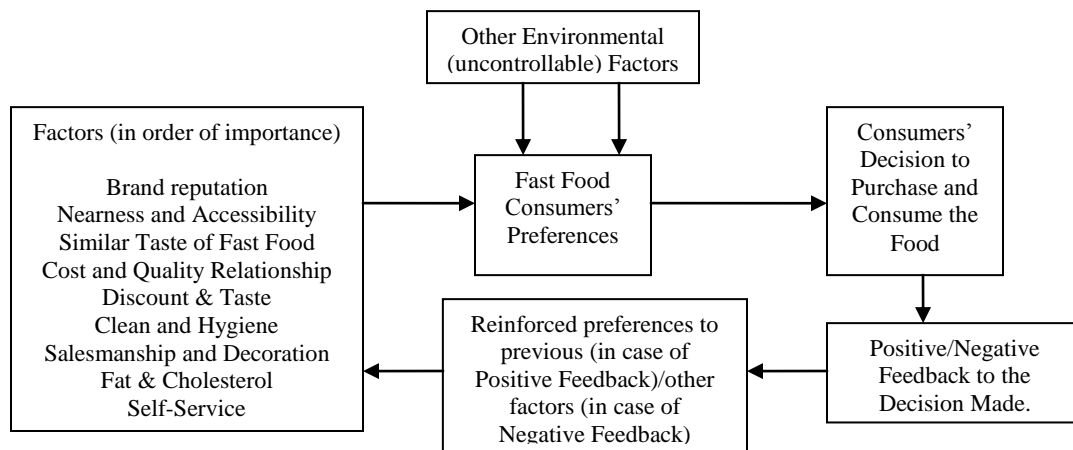 Other Environmental
(uncontrollable) Factors
Factors (in order of importance)
Brand reputation
Nearness and Accessibility
Similar Taste of Fast Food
Cost and Quality Relationship
Discount & Taste
Clean and Hygiene
Salesmanship and Decoration
Fat & Cholesterol
Self-Service
Fast Food
Consumers’
Preferences
Consumers’
Decision to
Purchase and
Consume the
Food
Positive/Negative
Feedback to the
Decision Made.
Reinforced preferences to
previous (in case of
Positive Feedback)/other
factors (in case of
Negative Feedback)